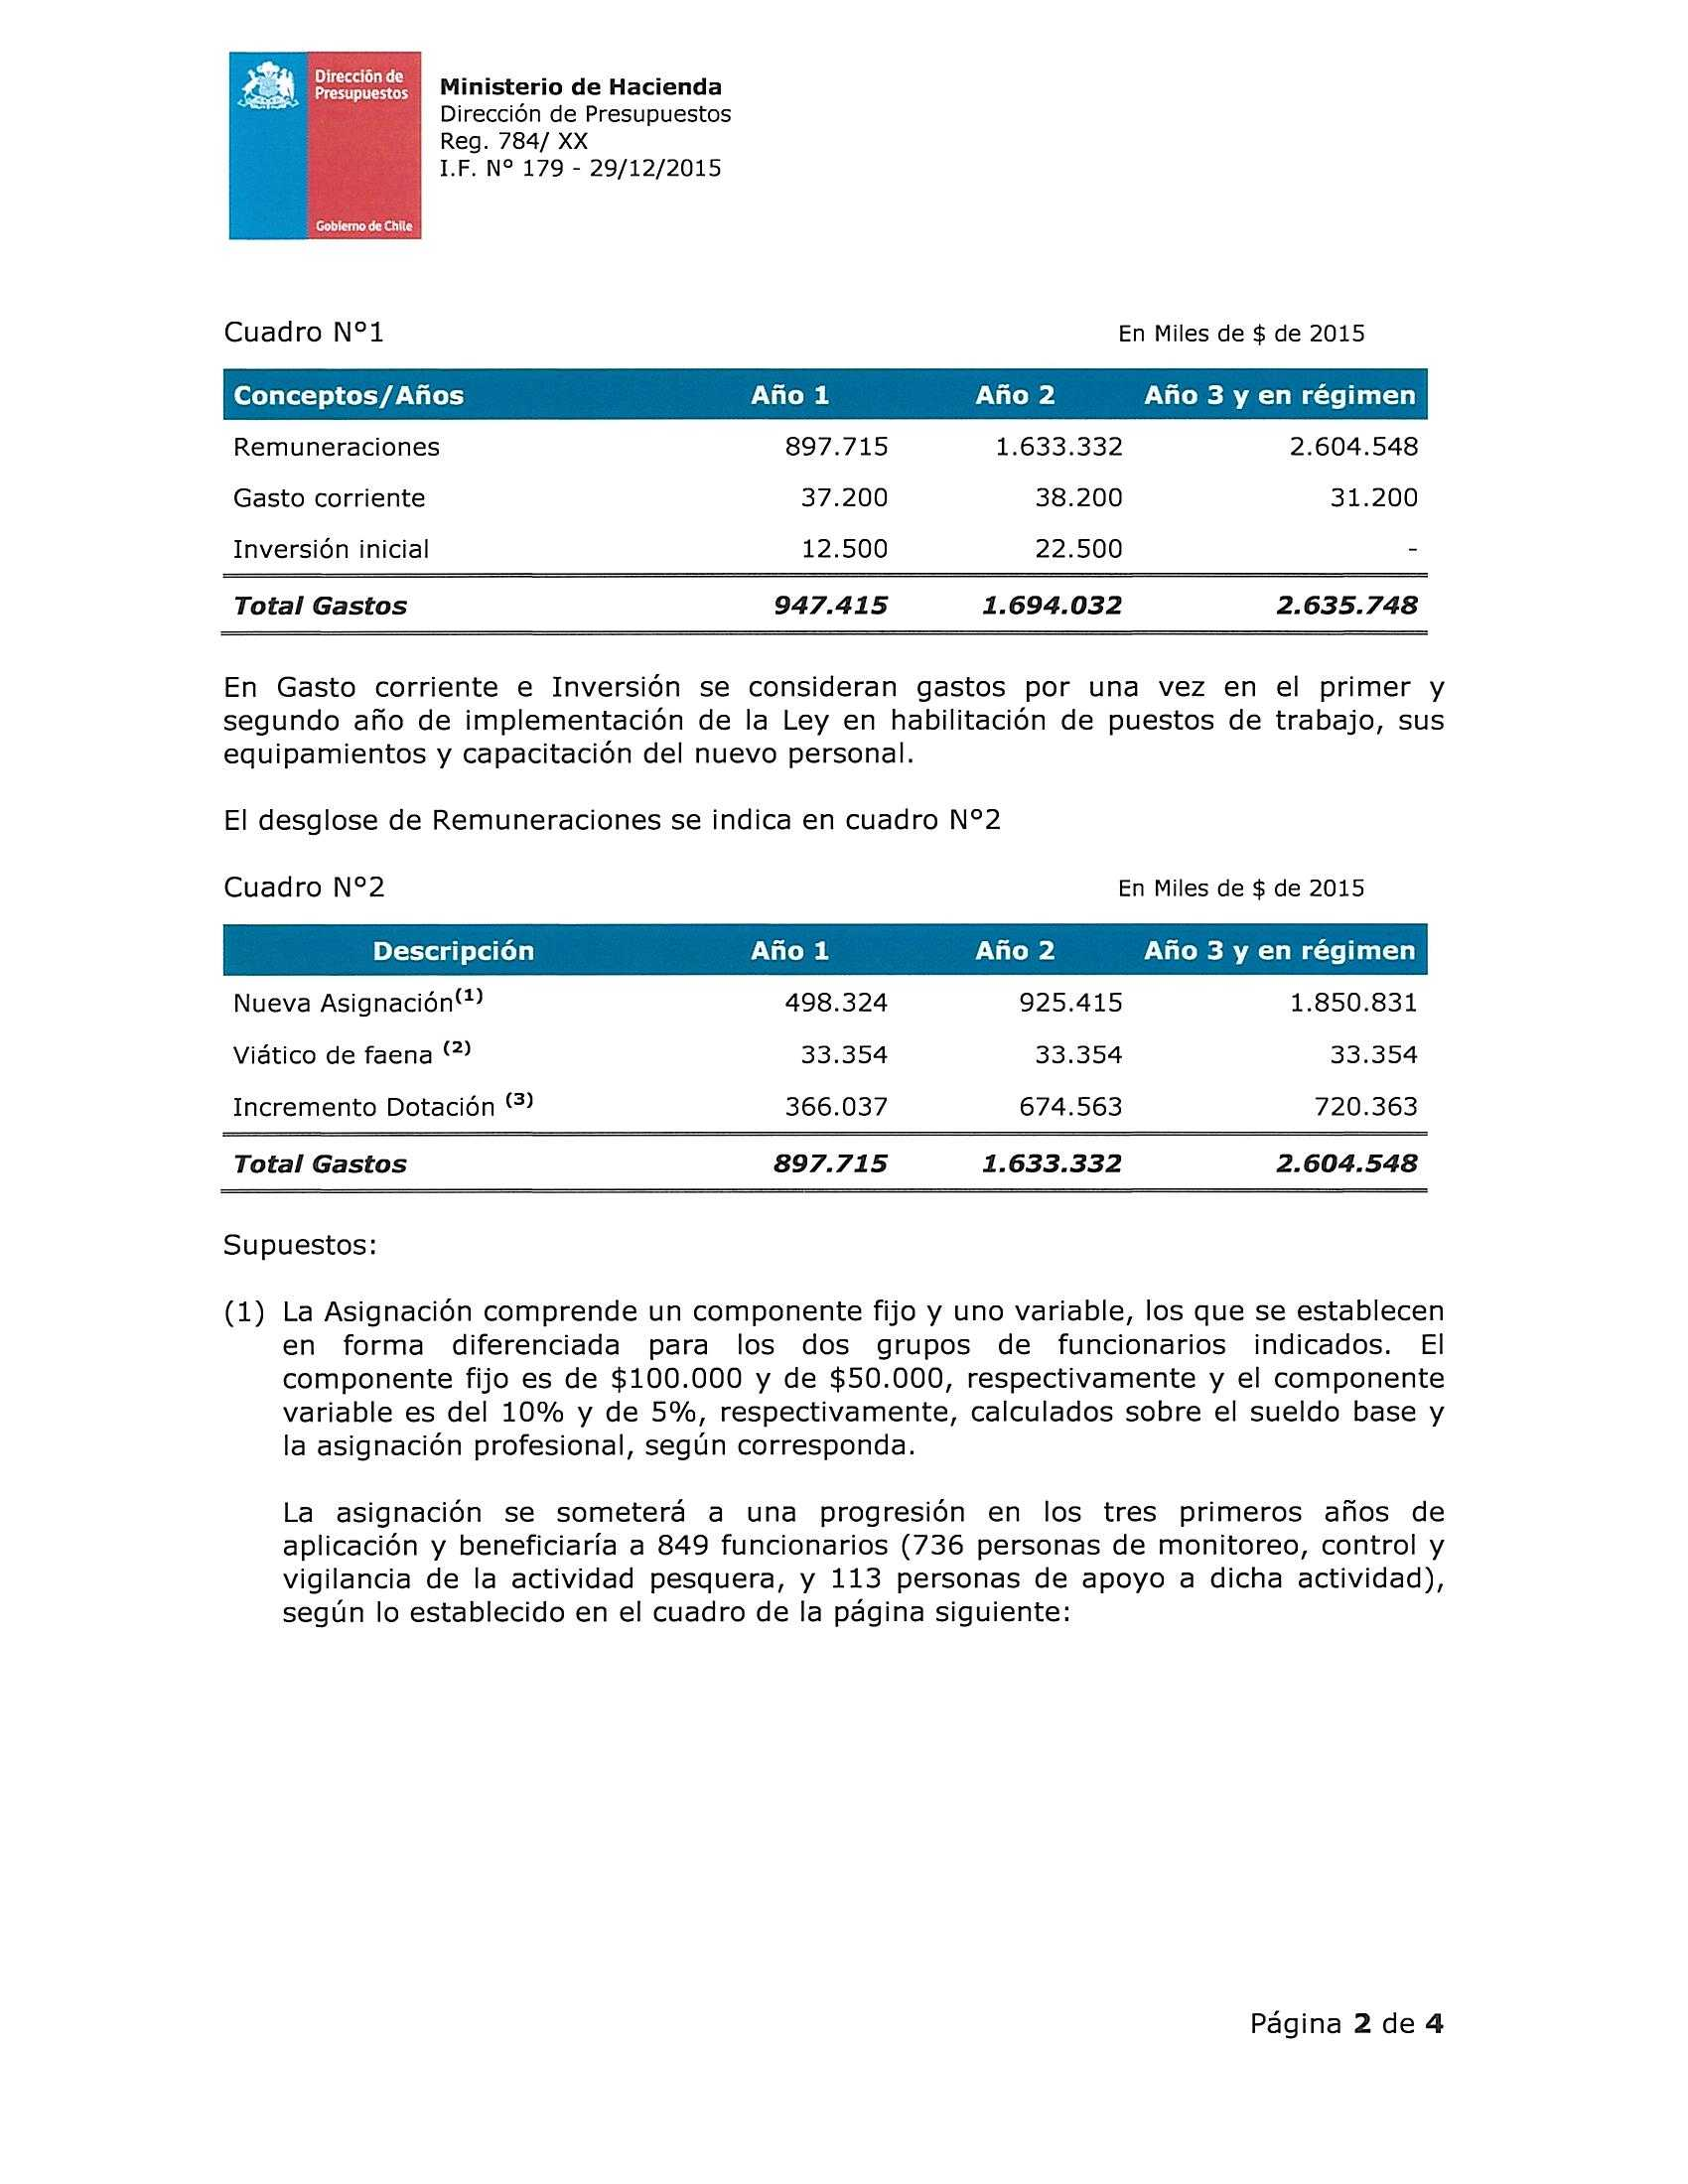 Dirección de
Presupuestos
Gobierno de Chile
Ministerio de Hacienda
Dirección de Presupuestos
Reg. 784/ XX
I.F. Nº 179 - 29/12/2015
Cuadro Nº1 En Miles de $ de 2015
Conceptos/Años Año 1 Año 2 Año 3 y en régimen
Remuneraciones 897.715 1.633.332 2.604.548
Gasto corriente 37.200 38.200 31.200
Inversión inicial 12.500 22.500 -
Total Gastos 947.415 1.694.032 2.635.748
En Gasto corriente e Inversión se consideran gastos por una vez en el primer y
segundo año de implementación de la Ley en habilitación de puestos de trabajo, sus
equipamientos y capacitación del nuevo personal.
El desglose de Remuneraciones se indica en cuadro Nº2
Cuadro Nº2 En Miles de $ de 2015
Descripción Año 1 Año 2 Año 3 y en régimen
Nueva Asignación(1) 498.324 925.415 1.850.831
Viático de faena (2) 33.354 33.354 33.354
Incremento Dotación (3) 366.037 674.563 720.363
Total Gastos 897.715 1.633.332 2.604.548
Supuestos:
(1) La Asignación comprende un componente fijo y uno variable, los que se establecen
en forma diferenciada para los dos grupos de funcionarios indicados. El
componente fijo es de $100.000 y de $50.000, respectivamente y el componente
variable es del 10% y de 5%, respectivamente, calculados sobre el sueldo base y
la asignación profesional, según corresponda.
La asignación se someterá a una progresión en los tres primeros años de
aplicación y beneficiaría a 849 funcionarios (736 personas de monitoreo, control y
vigilancia de la actividad pesquera, y 113 personas de apoyo a dicha actividad),
según lo establecido en el cuadro de la página siguiente:
Página 2 de 4